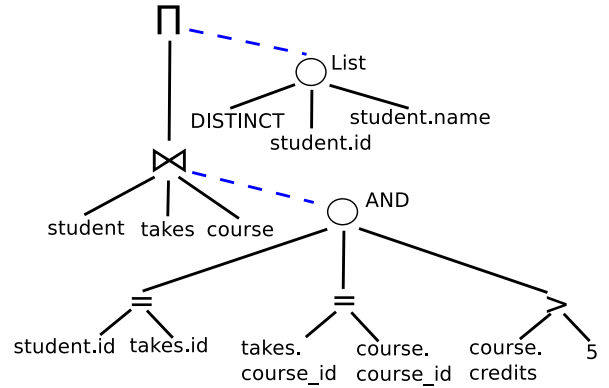 Π
List
DISTINCT
student.id
student.name
⋈
student takes course
AND
=
=
>
student.id takes.id
takes.
course_id
course.
course_id
course.
credits
5